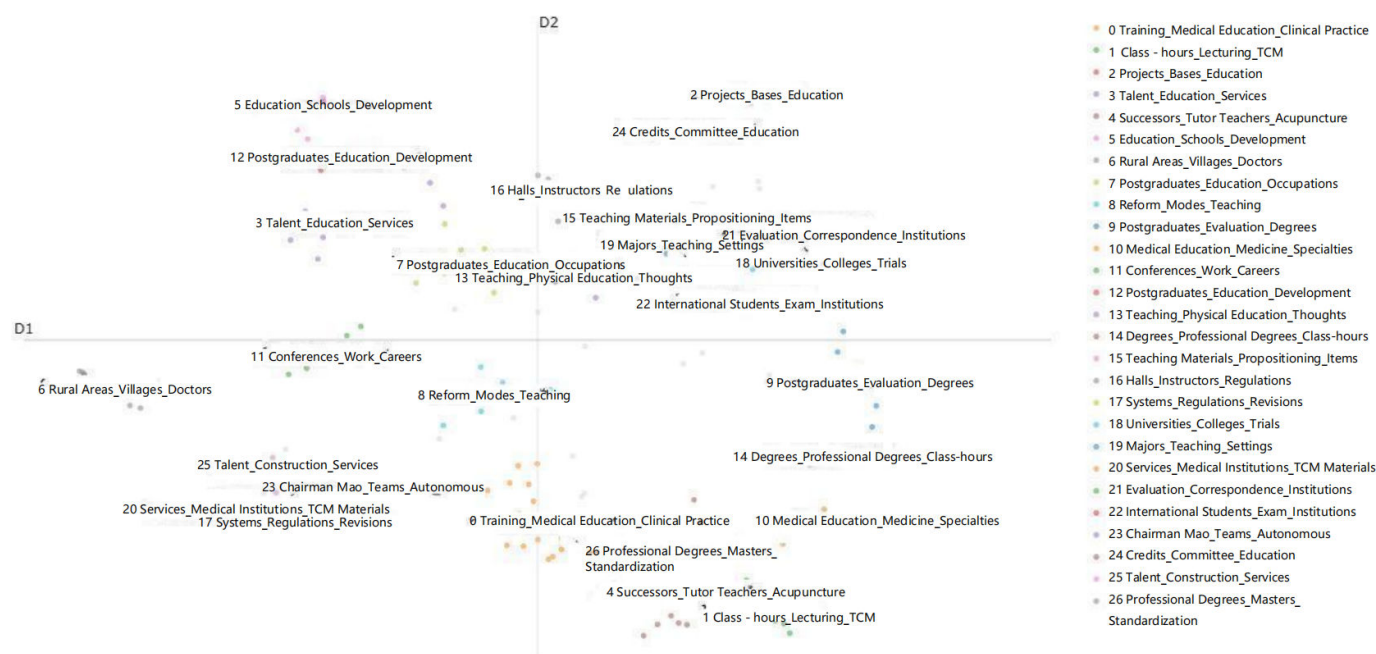 D2
5 Education_Schools_Development
2 Projects_Bases_Education
24 Credits_Committee_Education
12 Postgraduates_Education_Development
16 Halls_Instructors Re ulations
15 Teaching Materials_Propositioning_Items
3 Talent_Education_Services
21 Evaluation_Correspondence_Institutions
19 Majors_Teaching_Settings
7 Postgraduates_Education_Occupations
18 Universities_Colleges_Trials
13 Teaching_Physical Education_Thoughts
22 International Students_Exam_Institutions
D1
11 Conferences_Work_Careers
6 Rural Areas_Villages_Doctors
9 Postgraduates_Evaluation_Degrees
8 Reform_Modes_Teaching
14 Degrees_Professional Degrees_Class-hours
25 Talent_Construction_Services
23 Chairman Mao_Teams_Autonomous
20 Services_Medical Institutions_TCM Materials
17 Systems_Regulations_Revisions
0 Training_Medical Education_Clinical Practice
10 Medical Education_Medicine_Specialties
26 Professional Degrees_Masters_
Standardization
4 Successors_Tutor Teachers_Acupuncture
1 Class - hours_Lecturing_TCM
0 Training_Medical Education_Clinical Practice
1 Class - hours_Lecturing_TCM
2 Projects_Bases_Education
3 Talent_Education_Services
4 Successors_Tutor Teachers_Acupuncture
5 Education_Schools_Development
6 Rural Areas_Villages_Doctors
7 Postgraduates_Education_Occupations
8 Reform_Modes_Teaching
9 Postgraduates_Evaluation_Degrees
10 Medical Education_Medicine_Specialties
11 Conferences_Work_Careers
12 Postgraduates_Education_Development
13 Teaching_Physical Education_Thoughts
14 Degrees_Professional Degrees_Class-hours
15 Teaching Materials_Propositioning_Items
16 Halls_Instructors_Regulations
17 Systems_Regulations_Revisions
18 Universities_Colleges_Trials
19 Majors_Teaching_Settings
20 Services_Medical Institutions_TCM Materials
21 Evaluation_Correspondence_Institutions
22 International Students_Exam_Institutions
23 Chairman Mao_Teams_Autonomous
24 Credits_Committee_Education
25 Talent_Construction_Services
26 Professional Degrees_Masters_
Standardization